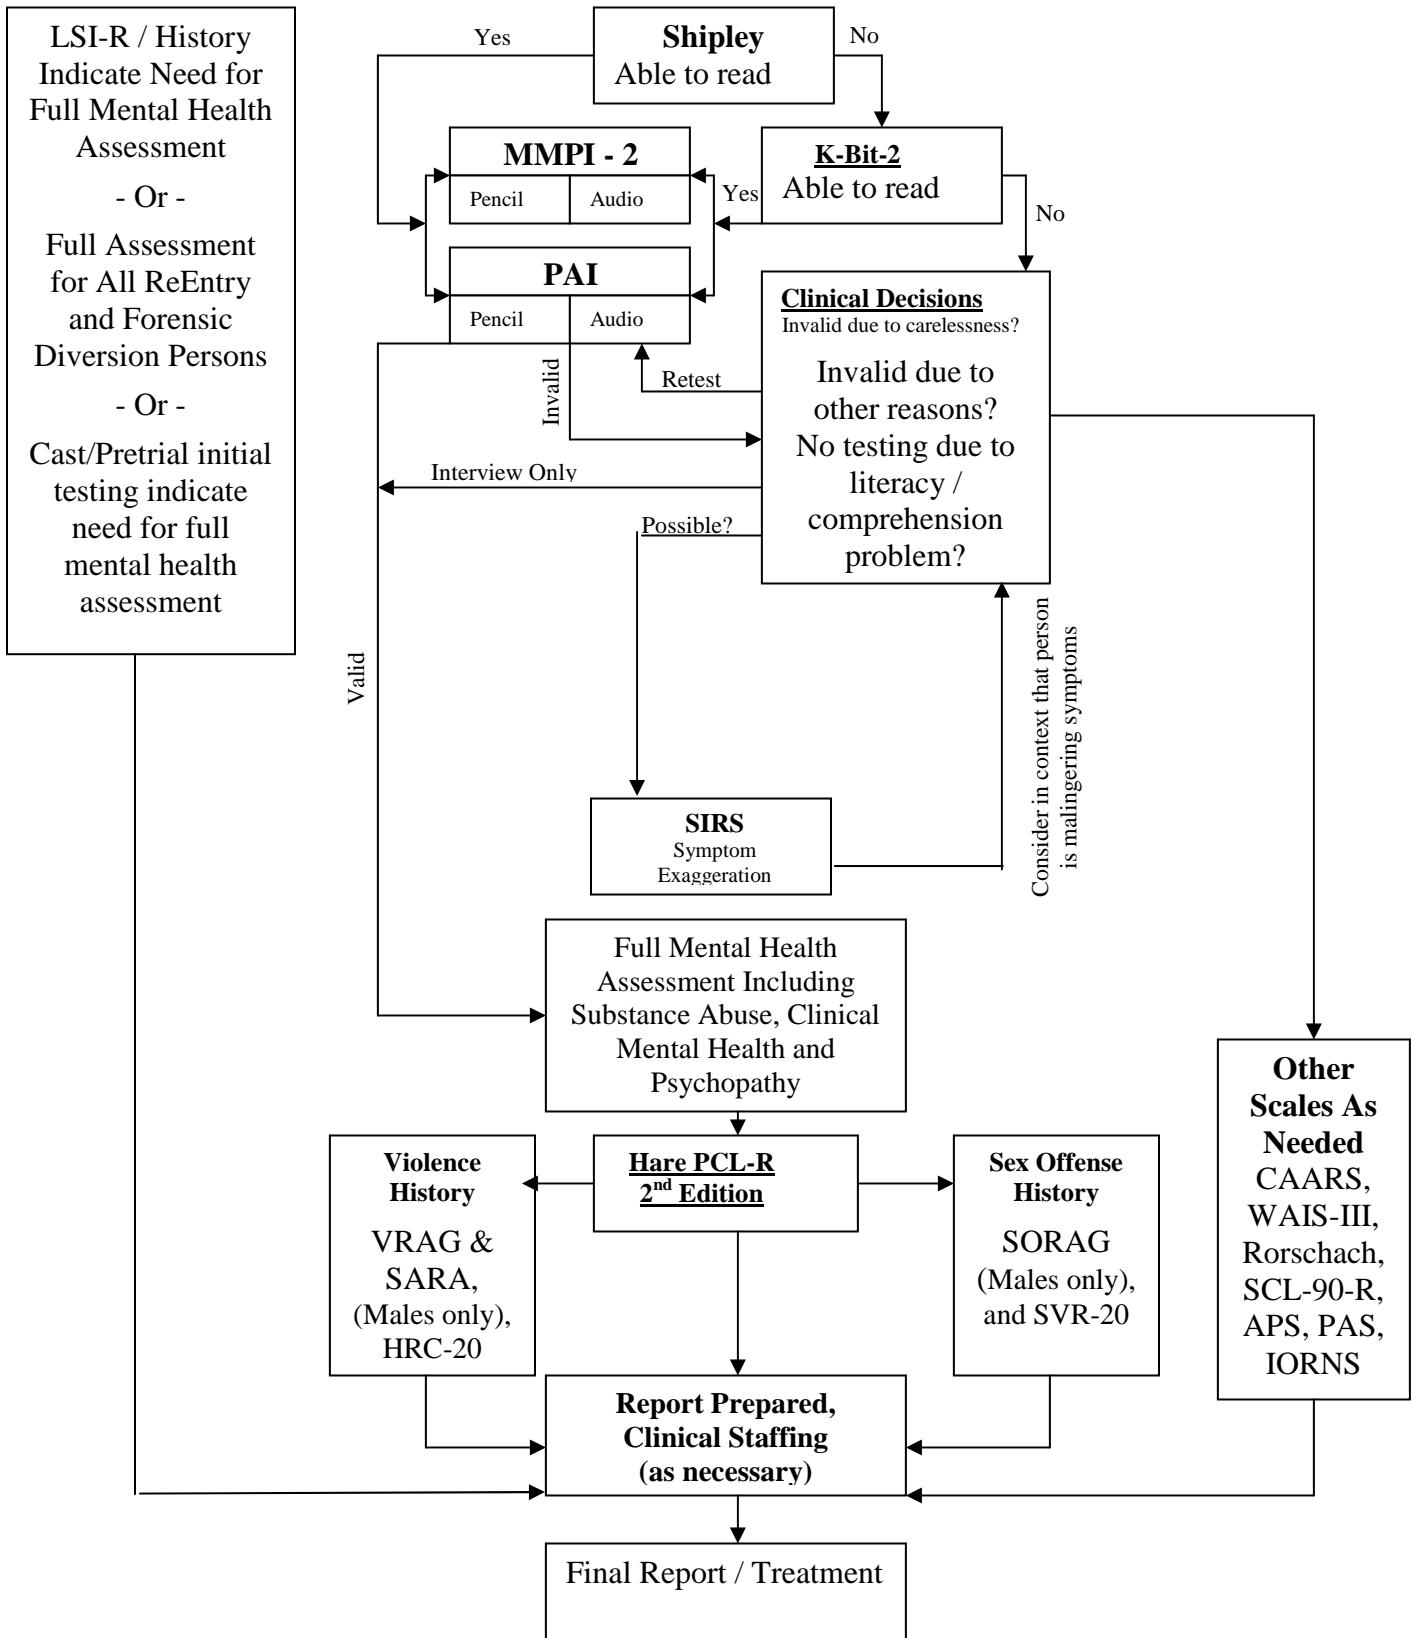 LSI-R / History
Indicate Need for
Full Mental Health
Assessment
- Or -
Full Assessment
for All ReEntry
and Forensic
Diversion Persons
- Or -
Cast/Pretrial initial
testing indicate
need for full
mental health
assessment
Yes
Shipley
Able to read
No
MMPI - 2
Pencil
Audio
Yes
K-Bit-2
Able to read
No
PAI
Pencil
Audio
Invalid
Retest
Clinical Decisions
Invalid due to carelessness?
Invalid due to
other reasons?
No testing due to
literacy /
comprehension
problem?
Interview Only
Possible?
Valid
SIRS
Symptom
Exaggeration
Consider in context that person
is malingering symptoms
Full Mental Health
Assessment Including
Substance Abuse, Clinical
Mental Health and
Psychopathy
Violence
History
VRAG &
SARA,
(Males only),
HRC-20
Hare PCL-R
2nd Edition
Sex Offense
History
SORAG
(Males only),
and SVR-20
Other
Scales As
Needed
CAARS,
WAIS-III,
Rorschach,
SCL-90-R,
APS, PAS,
IORNS
Report Prepared,
Clinical Staffing
(as necessary)
Final Report / Treatment